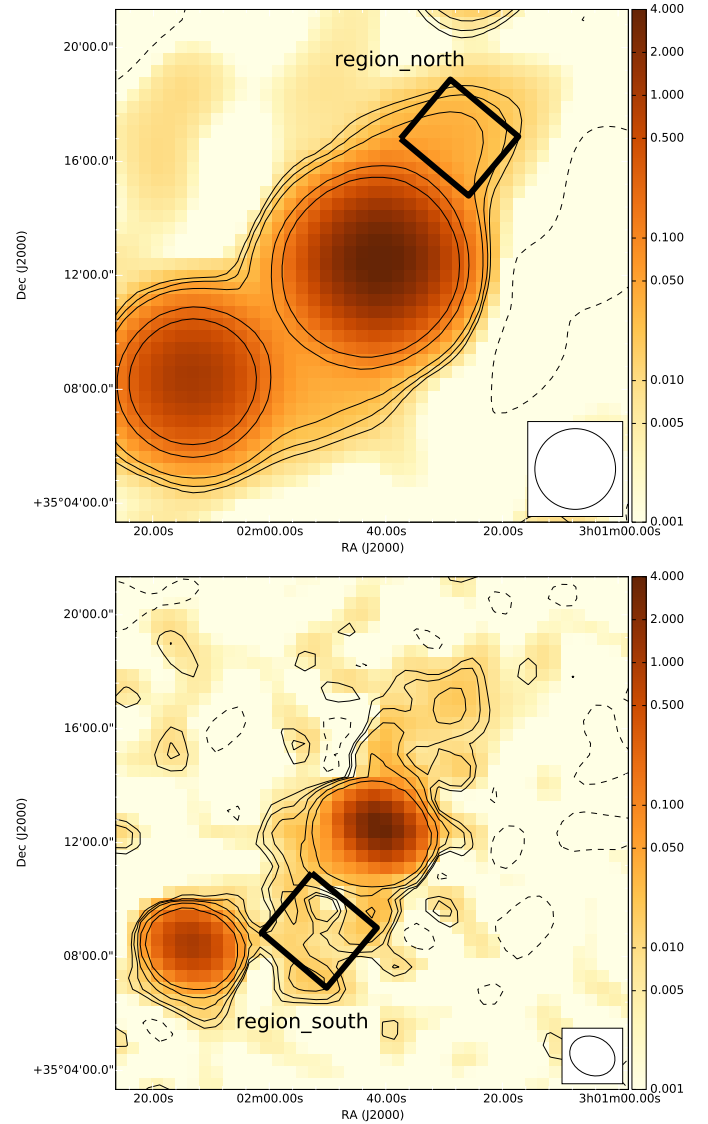 region_north
20'00.0"
16'00.0"
12'00.0"
08'00.0"
+35°04'00.0"
Dec (J2000)
20.00s
02m00.00s
40.00s
20.00s
3h01m00.00s
RA (J2000)
4.000
2.000
1.000
0.500
0.100
0.050
0.010
0.005
0.001
20'00.0"
16'00.0"
12'00.0"
08'00.0"
+35°04'00.0"
Dec (J2000)
region_south
20.00s
02m00.00s
40.00s
20.00s
3h01m00.00s
RA (J2000)
4.000
2.000
1.000
0.500
0.100
0.050
0.010
0.005
0.001